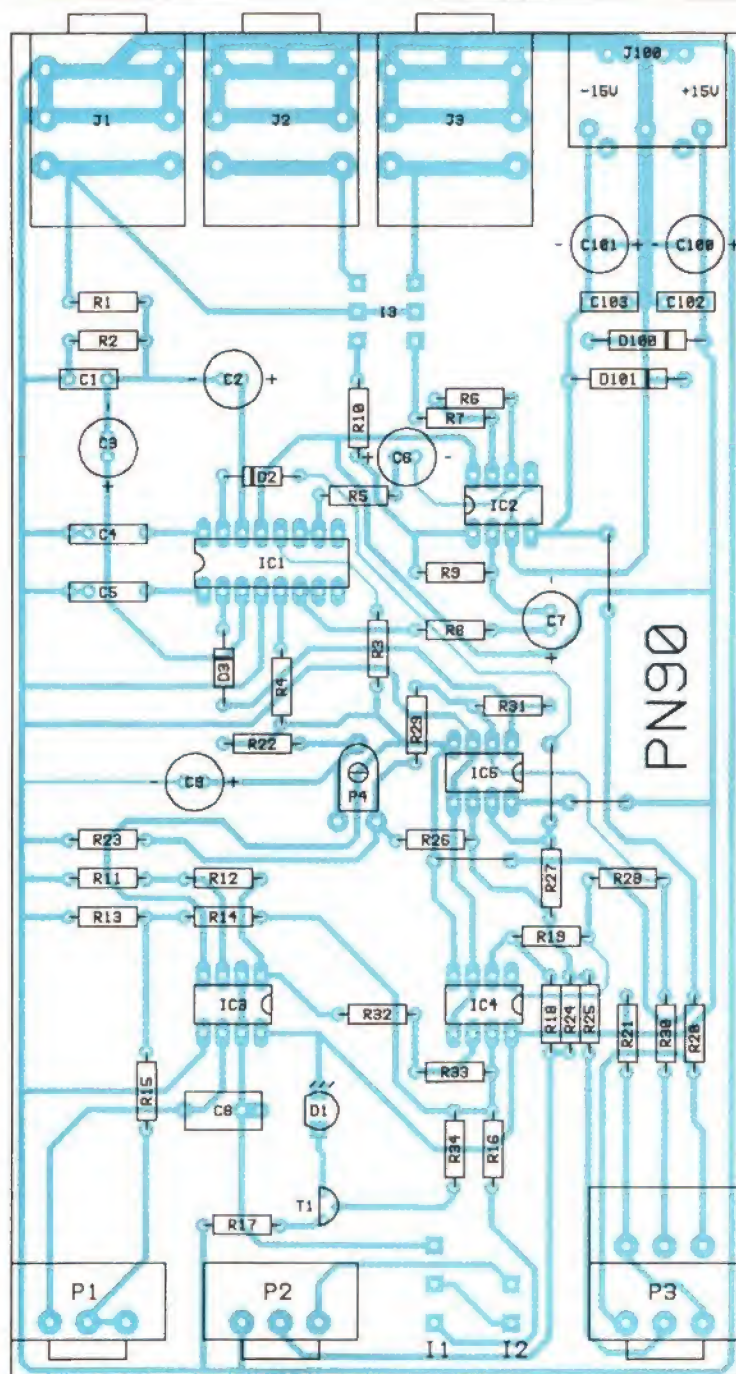 J100
-15V +15V
J1 J2 J3
- C101 + - C100 +
R1 I3 C103 C102
R2 D100
C1 - C2 + D101
R6
R7
R10
- C3 +
+ C6 -
D2
R5 IC2
C4
IC1
R9
C5
-
C7
+
R8
R3
D3
R4
PN90
R31
R29
R22
IC5
- C9 +
P4
R23 R26
R27
R11 R12 R28
R13 R14
R19
IC3 R32 IC4 R18 R24 R25 R21 R30 R20
R33
R15
C8 D1
R34 R16
T1
R17
P1 P2 P3
I1 I2